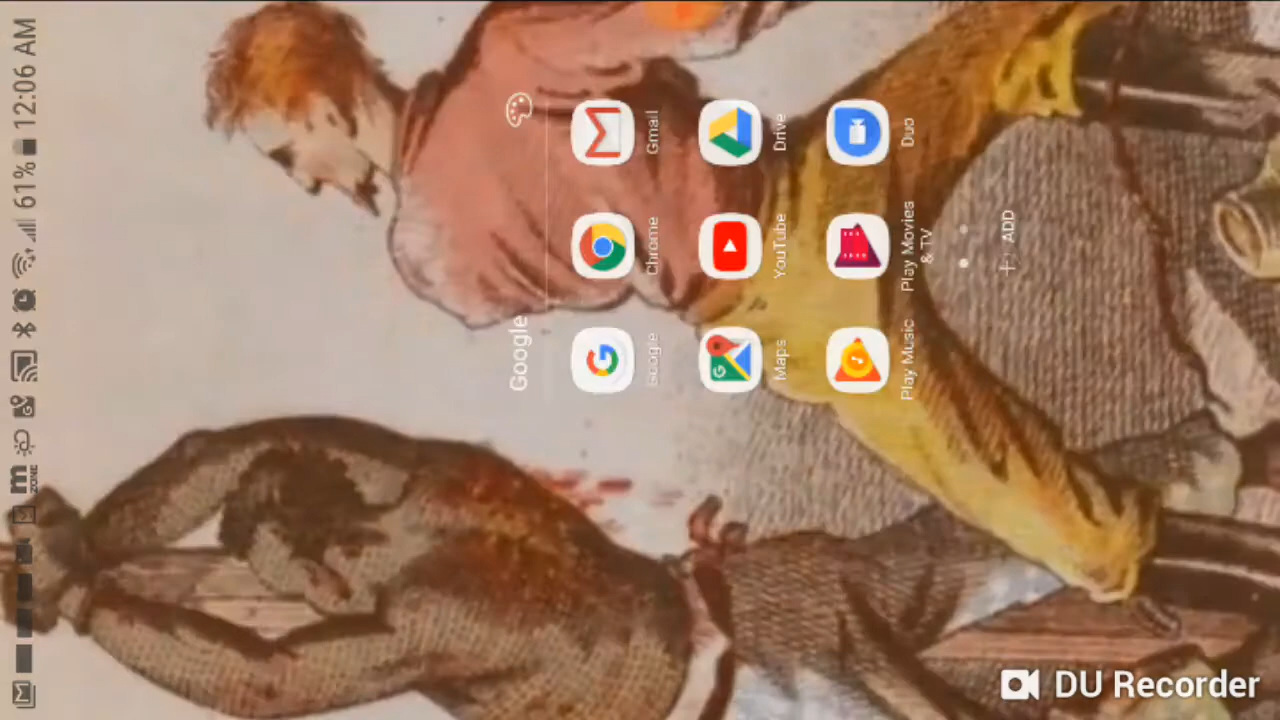 m ZONE 61% 12:06 AM
Google
Google Chrome Gmail
Maps YouTube Drive
Play Music Play Movies & TV Duo
ADD
DU Recorder